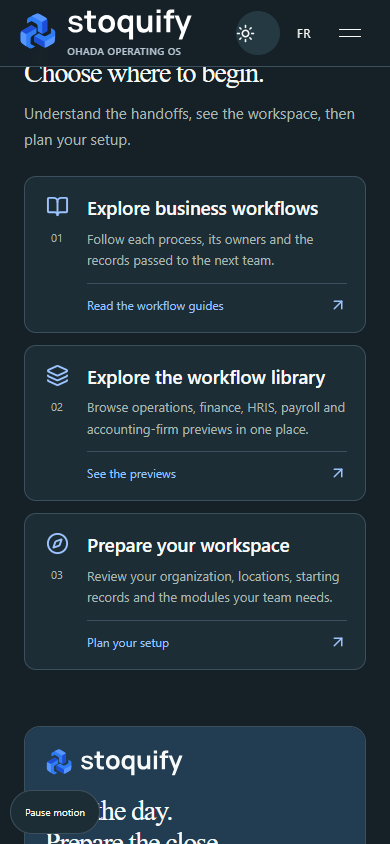 stoquify
OHADA OPERATING OS
FR
Choose where to begin.
Understand the handoffs, see the workspace, then
plan your setup.
Explore business workflows
01
Follow each process, its owners and the
records passed to the next team.
Read the workflow guides
Explore the workflow library
02
Browse operations, finance, HRIS, payroll and
accounting-firm previews in one place.
See the previews
Prepare your workspace
03
Review your organization, locations, starting
records and the modules your team needs.
Plan your setup
stoquify
the day.
Prepare the close
Pause motion